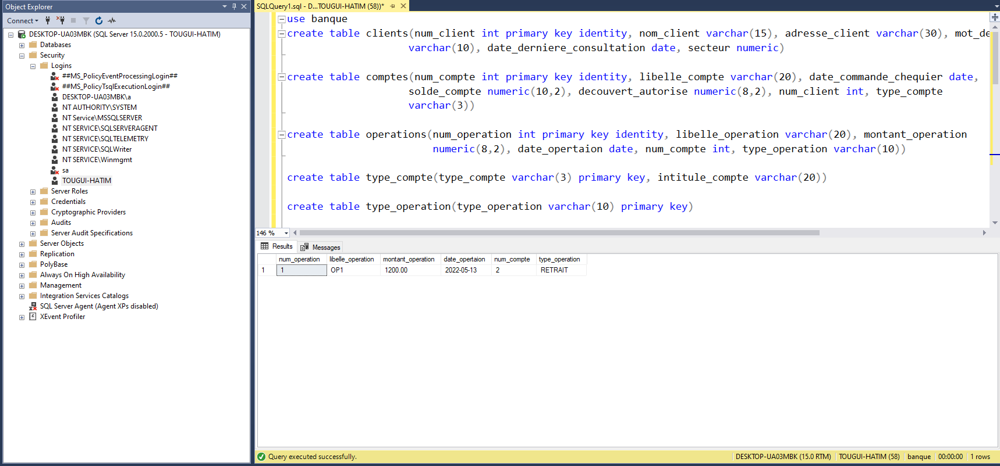 Object Explorer
Connect
DESKTOP-UA03MBK (SQL Server 15.0.2000.5 - TOUGUI-HATIM)
Databases
Security
Logins
##MS_PolicyEventProcessingLogin##
##MS_PolicyTsqlExecutionLogin##
DESKTOP-UA03MBK\a
NT AUTHORITY\SYSTEM
NT Service\MSSQLSERVER
NT SERVICE\SQLSERVERAGENT
NT SERVICE\SQLTELEMETRY
NT SERVICE\SQLWriter
NT SERVICE\Winmgmt
sa
TOUGUI-HATIM
Server Roles
Credentials
Cryptographic Providers
Audits
Server Audit Specifications
Server Objects
Replication
PolyBase
Always On High Availability
Management
Integration Services Catalogs
SQL Server Agent (Agent XPs disabled)
XEvent Profiler
SQLQuery1.sql - D...TOUGUI-HATIM (58))*
use banque
create table clients(num_client int primary key identity, nom_client varchar(15), adresse_client varchar(30), mot_de
varchar(10), date_derniere_consultation date, secteur numeric)
create table comptes(num_compte int primary key identity, libelle_compte varchar(20), date_commande_chequier date,
solde_compte numeric(10,2), decouvert_autorise numeric(8,2), num_client int, type_compte
varchar(3))
create table operations(num_operation int primary key identity, libelle_operation varchar(20), montant_operation
numeric(8,2), date_opertaion date, num_compte int, type_operation varchar(10))
create table type_compte(type_compte varchar(3) primary key, intitule_compte varchar(20))
create table type_operation(type_operation varchar(10) primary key)
146 %
Results Messages
num_operation libelle_operation montant_operation date_opertaion num_compte type_operation
1 1 OP1 1200.00 2022-05-13 2 RETRAIT
Query executed successfully. DESKTOP-UA03MBK (15.0 RTM) TOUGUI-HATIM (58) banque 00:00:00 1 rows